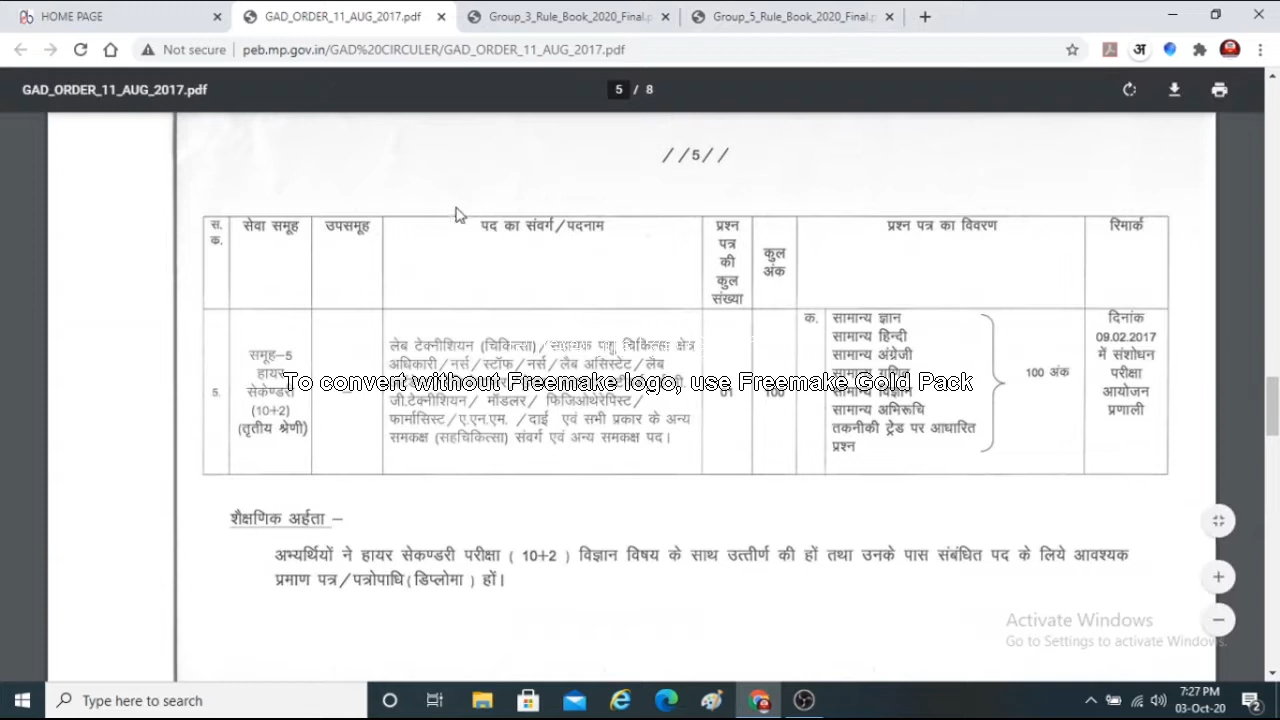 HOME PAGE
GAD_ORDER_11_AUG_2017.pdf
Group_3_Rule_Book_2020_Final.p
Group_5_Rule_Book_2020_Final.
Not secure
peb.mp.gov.in/GAD%20CIRCULER/GAD_ORDER_11_AUG_2017.pdf
GAD_ORDER_11_AUG_2017.pdf
5 / 8
//5//
स. क.
सेवा समूह
उपसमूह
पद का संवर्ग/पदनाम
प्रश्न पत्र की कुल संख्या
कुल अंक
प्रश्न पत्र का विवरण
रिमार्क
5.
समूह–5
हायर
सेकेण्डरी
(10+2)
(तृतीय श्रेणी)
–
लेब टेक्नीशियन (चिकित्सा)/ चिकित्सा क्षेत्र
अधिकारी/नर्स/स्टॉफ/नर्स/लैब असिस्टेट/लैब
जी.टेक्नीशियन/ मॉडलर/ फिजिओथेरेपिस्ट/
फार्मासिस्ट/ए.एन.एम. /दाई एवं सभी प्रकार के अन्य
समकक्ष (सहचिकित्सा) संवर्ग एवं अन्य समकक्ष पद।
01
100
क.
सामान्य ज्ञान
सामान्य हिन्दी
सामान्य अंग्रेजी
सामान्य गणित
सामान्य विज्ञान
सामान्य अभिरूचि
तकनीकी ट्रेड पर आधारित
प्रश्न
100 अंक
दिनांक
09.02.2017
में संशोधन
परीक्षा
आयोजन
प्रणाली
To convert without Freemake logo, use Freemake Gold Pack
शैक्षणिक अर्हता –
अभ्यर्थियों ने हायर सेकण्डरी परीक्षा ( 10+2 ) विज्ञान विषय के साथ उत्तीर्ण की हों तथा उनके पास संबंधित पद के लिये आवश्यक
प्रमाण पत्र/पत्रोपाधि(डिप्लोमा ) हों।
Activate Windows
Go to Settings to activate Windows.
Type here to search
7:27 PM
03-Oct-20
2